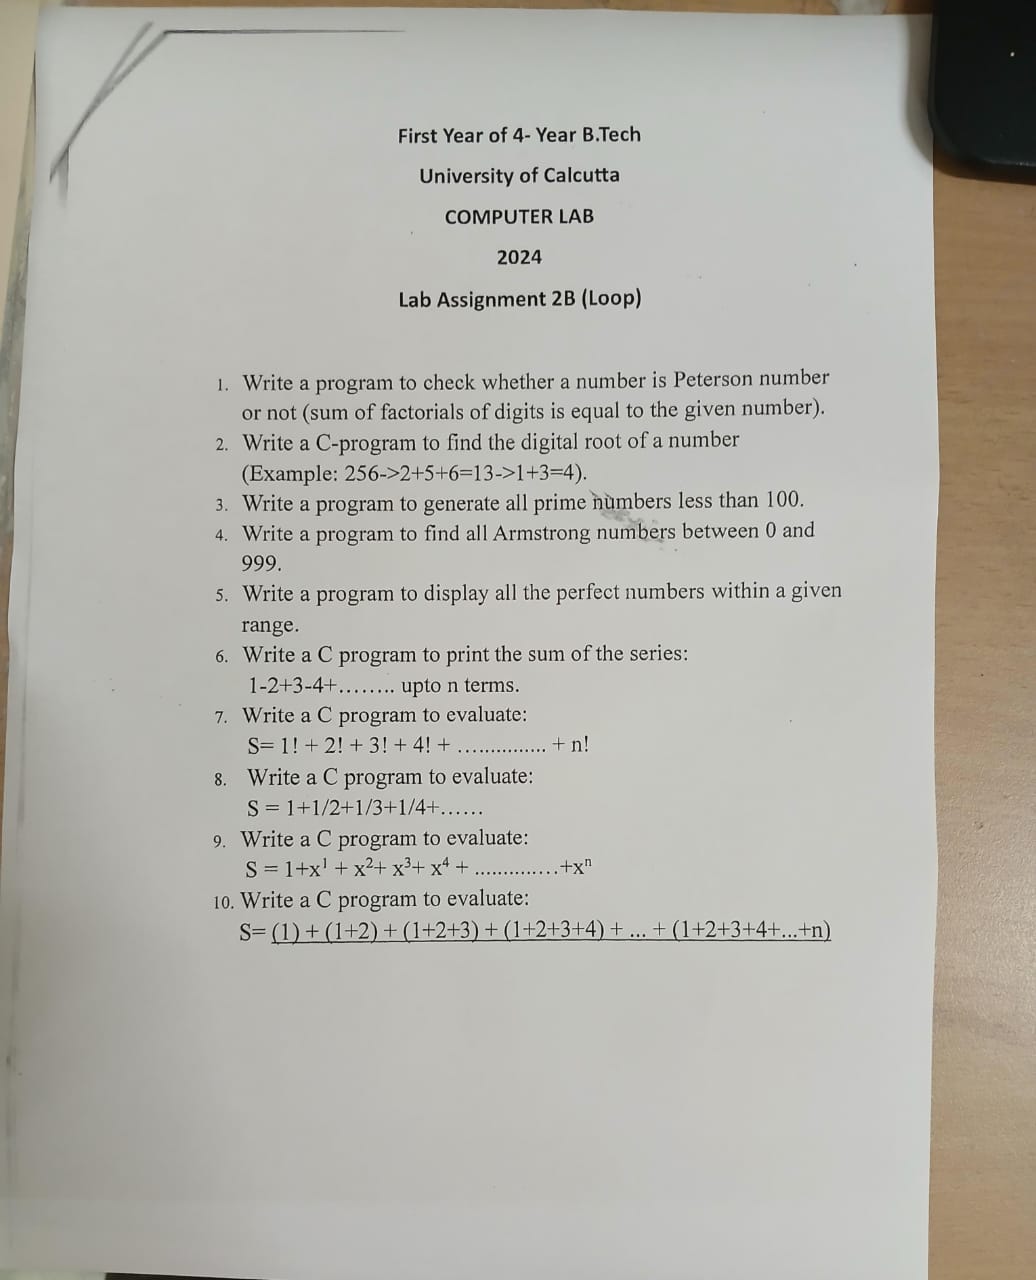 First Year of 4- Year B.Tech
University of Calcutta
COMPUTER LAB
2024
Lab Assignment 2B (Loop)
1. Write a program to check whether a number is Peterson number
or not (sum of factorials of digits is equal to the given number).
2. Write a C-program to find the digital root of a number
(Example: 256->2+5+6=13->1+3=4).
3. Write a program to generate all prime numbers less than 100.
4. Write a program to find all Armstrong numbers between 0 and
999.
5. Write a program to display all the perfect numbers within a given
range.
6. Write a C program to print the sum of the series:
1-2+3-4+........ upto n terms.
7. Write a C program to evaluate:
S= 1! + 2! + 3! + 4! + ............... + n!
8. Write a C program to evaluate:
S = 1+1/2+1/3+1/4+......
9. Write a C program to evaluate:
S = 1+x¹ + x²+ x³+ x⁴ + ..............+xⁿ
10. Write a C program to evaluate:
S= (1) + (1+2) + (1+2+3) + (1+2+3+4) + ... + (1+2+3+4+...+n)